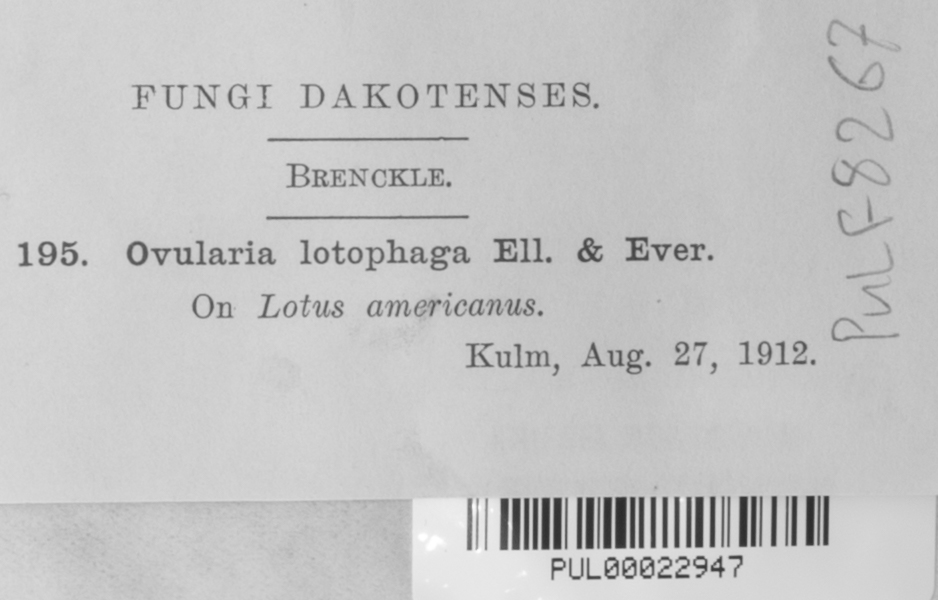 FUNGI DAKOTENSES.
BRENCKLE.
195. Ovularia lotophaga Ell. & Ever.
On Lotus americanus.
Kulm, Aug. 27, 1912.
PUL F8267
PUL00022947